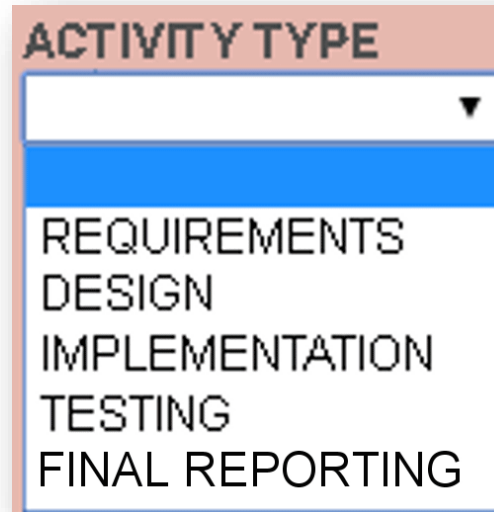 ACTIVITY TYPE
REQUIREMENTS
DESIGN
IMPLEMENTATION
TESTING
FINAL REPORTING